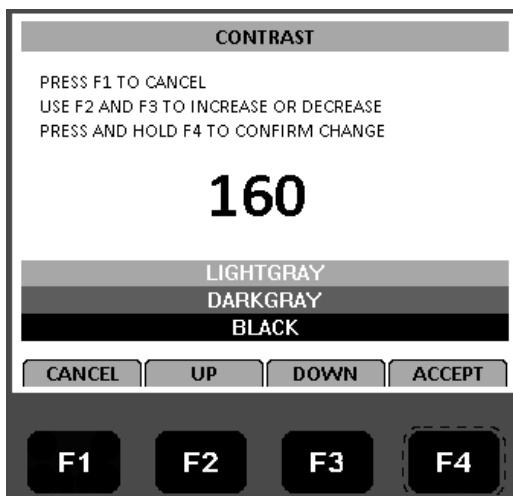 CONTRAST
PRESS F1 TO CANCEL
USE F2 AND F3 TO INCREASE OR DECREASE
PRESS AND HOLD F4 TO CONFIRM CHANGE
160
LIGHTGRAY
DARKGRAY
BLACK
CANCEL UP DOWN ACCEPT
F1 F2 F3 F4